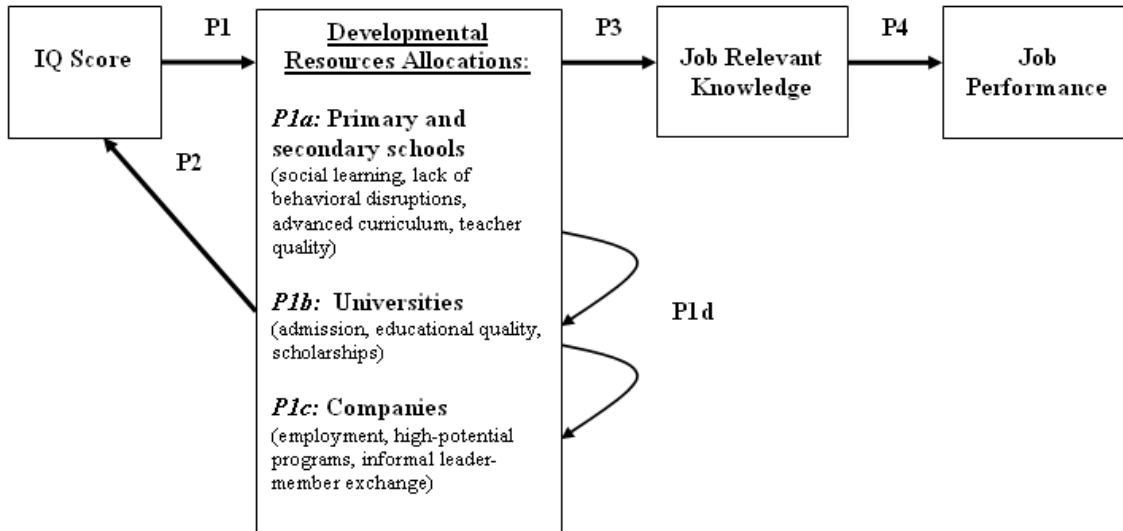 P1
P3
P4
IQ Score
Developmental
Resources Allocations:
Job Relevant
Knowledge
Job
Performance
P1a: Primary and
secondary schools
(social learning, lack of
behavioral disruptions,
advanced curriculum, teacher
quality)
P2
P1b: Universities
(admission, educational quality,
scholarships)
P1d
P1c: Companies
(employment, high-potential
programs, informal leader-
member exchange)